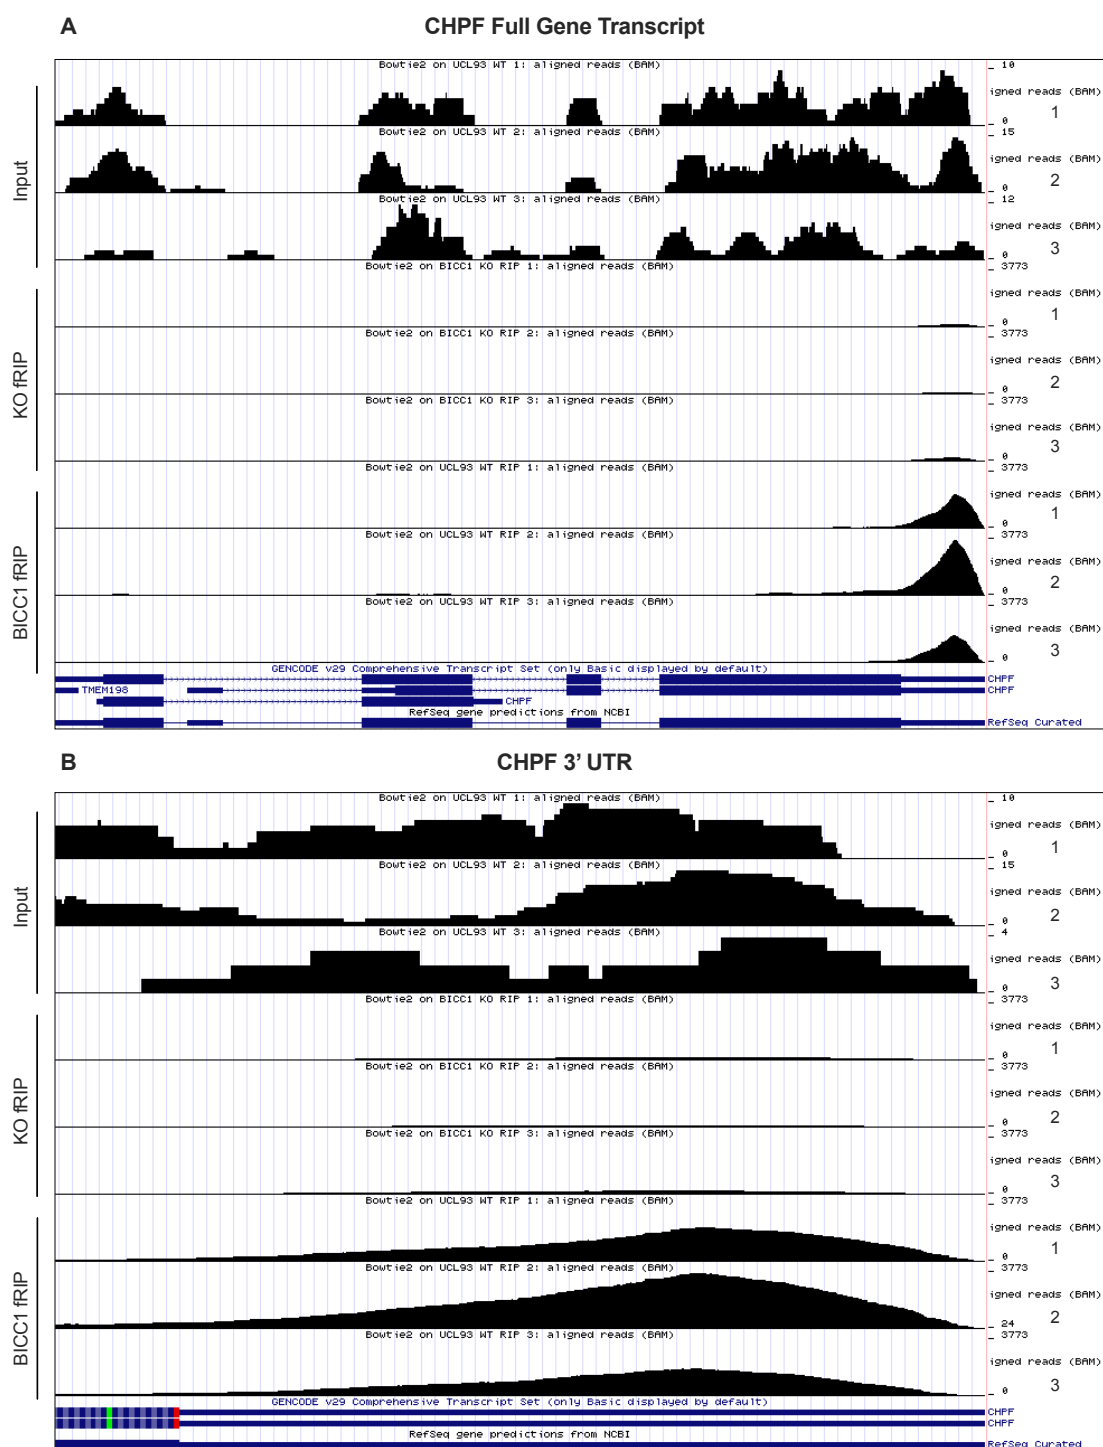 A
CHPF Full Gene Transcript
Input
KO fRIP
BICC1 fRIP
Bowtie2 on UCL93 WT 1: aligned reads (BAM)
10
igned reads (BAM)
1
0
Bowtie2 on UCL93 WT 2: aligned reads (BAM)
15
igned reads (BAM)
2
0
Bowtie2 on UCL93 WT 3: aligned reads (BAM)
12
igned reads (BAM)
3
0
Bowtie2 on BICC1 KO RIP 1: aligned reads (BAM)
3773
igned reads (BAM)
1
0
Bowtie2 on BICC1 KO RIP 2: aligned reads (BAM)
3773
igned reads (BAM)
2
0
Bowtie2 on BICC1 KO RIP 3: aligned reads (BAM)
3773
igned reads (BAM)
3
0
Bowtie2 on UCL93 WT RIP 1: aligned reads (BAM)
3773
igned reads (BAM)
1
0
Bowtie2 on UCL93 WT RIP 2: aligned reads (BAM)
3773
igned reads (BAM)
2
0
Bowtie2 on UCL93 WT RIP 3: aligned reads (BAM)
3773
igned reads (BAM)
3
0
GENCODE v29 Comprehensive Transcript Set (only Basic displayed by default)
CHPF
TMEM198
CHPF
CHPF
RefSeq gene predictions from NCBI
RefSeq Curated
B
CHPF 3’ UTR
Input
KO fRIP
BICC1 fRIP
Bowtie2 on UCL93 WT 1: aligned reads (BAM)
10
igned reads (BAM)
1
0
Bowtie2 on UCL93 WT 2: aligned reads (BAM)
15
igned reads (BAM)
2
0
Bowtie2 on UCL93 WT 3: aligned reads (BAM)
4
igned reads (BAM)
3
0
Bowtie2 on BICC1 KO RIP 1: aligned reads (BAM)
3773
igned reads (BAM)
1
0
Bowtie2 on BICC1 KO RIP 2: aligned reads (BAM)
3773
igned reads (BAM)
2
0
Bowtie2 on BICC1 KO RIP 3: aligned reads (BAM)
3773
igned reads (BAM)
3
0
Bowtie2 on UCL93 WT RIP 1: aligned reads (BAM)
3773
igned reads (BAM)
1
0
Bowtie2 on UCL93 WT RIP 2: aligned reads (BAM)
3773
igned reads (BAM)
2
24
Bowtie2 on UCL93 WT RIP 3: aligned reads (BAM)
3773
igned reads (BAM)
3
0
GENCODE v29 Comprehensive Transcript Set (only Basic displayed by default)
CHPF
CHPF
RefSeq gene predictions from NCBI
RefSeq Curated